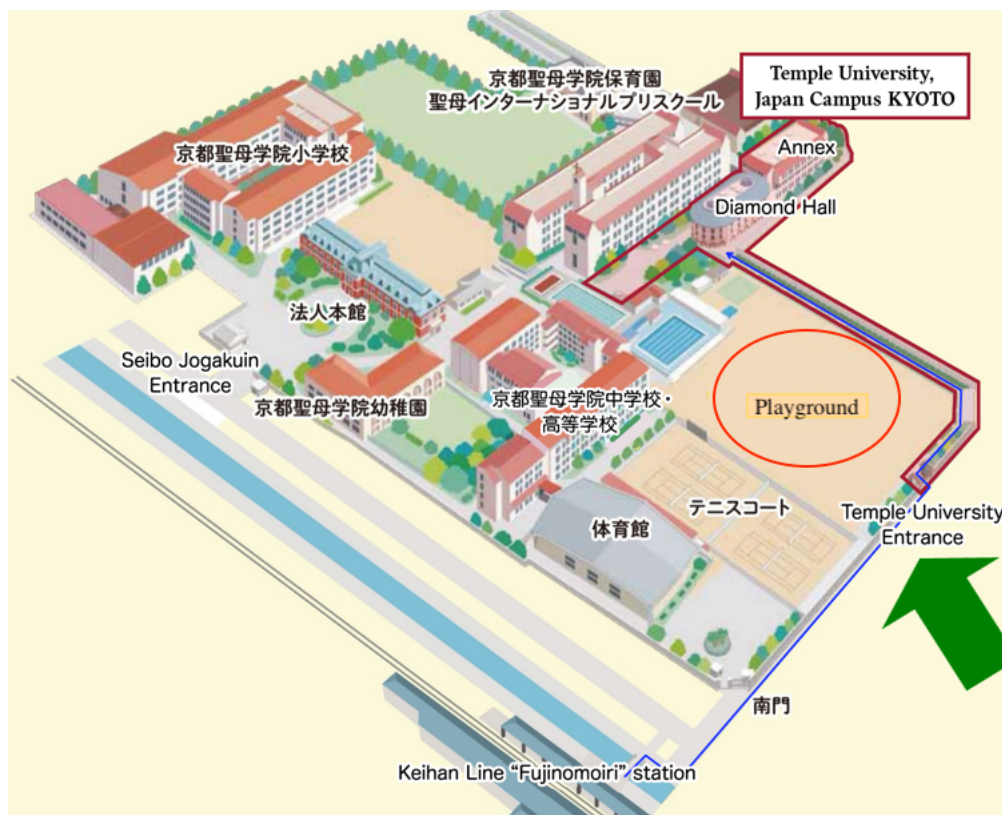 京都聖母学院保育園
聖母インターナショナルプリスクール
Temple University,
Japan Campus KYOTO
京都聖母学院小学校
Annex
Diamond Hall
法人本館
Seibo Jogakuin
Entrance
京都聖母学院幼稚園
京都聖母学院中学校・
高等学校
Playground
テニスコート
体育館
Temple University
Entrance
南門
Keihan Line “Fujinomoiri” station